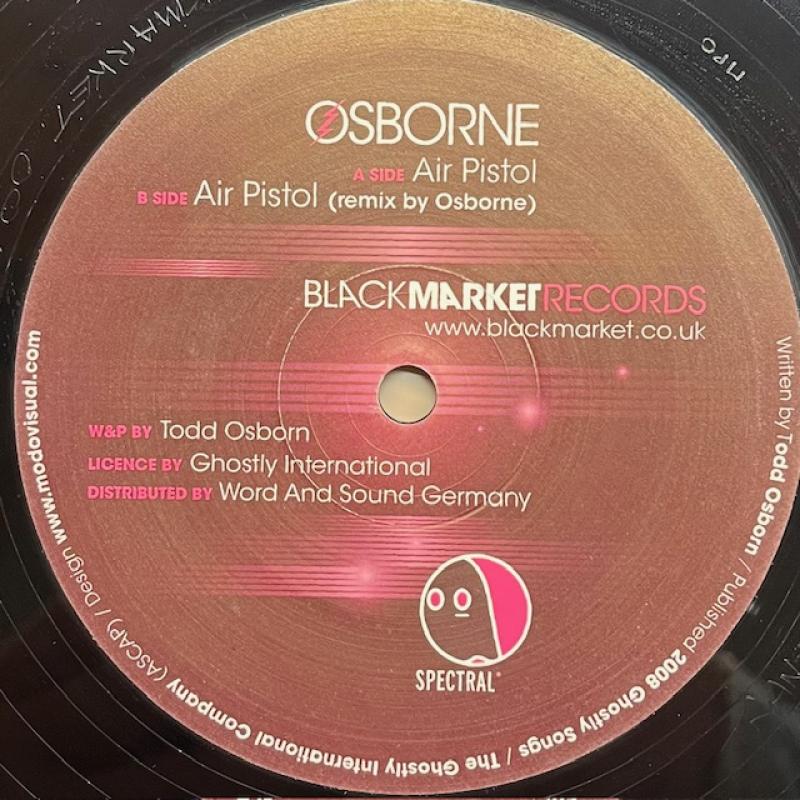 OSBORNE
A SIDE Air Pistol
B SIDE Air Pistol (remix by Osborne)
BLACKMARKETRECORDS
www.blackmarket.co.uk
W&P BY Todd Osborn
LICENCE BY Ghostly International
DISTRIBUTED BY Word And Sound Germany
SPECTRAL
Written by Todd Osborn / Published 2008 Ghostly Songs / The Ghostly International Company (ASCAP) / Design www.modovisual.com
MARKET.